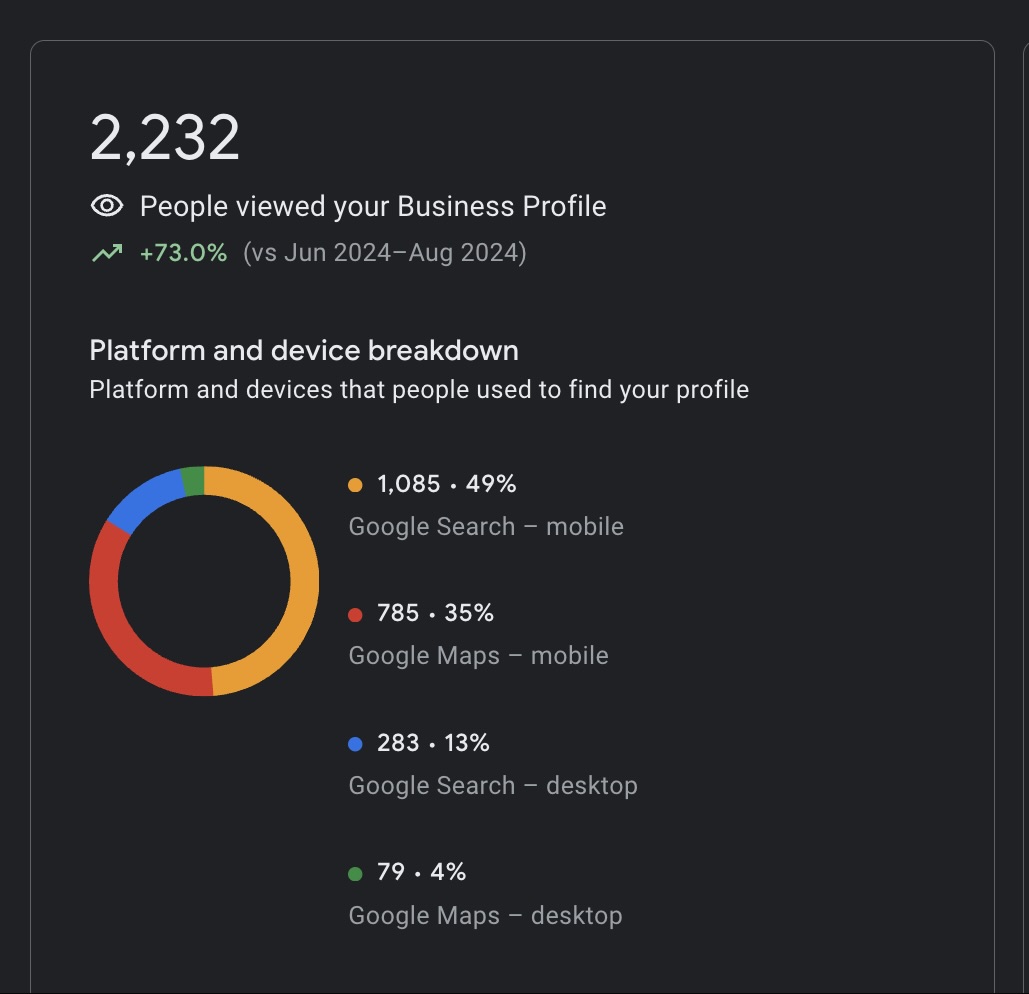 2,232
People viewed your Business Profile
+73.0% (vs Jun 2024–Aug 2024)
Platform and device breakdown
Platform and devices that people used to find your profile
1,085 • 49%
Google Search – mobile
785 • 35%
Google Maps – mobile
283 • 13%
Google Search – desktop
79 • 4%
Google Maps – desktop